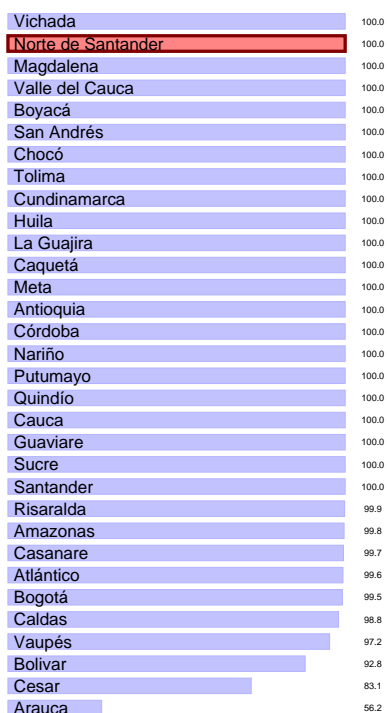 Vichada 100.0
Norte de Santander 100.0
Magdalena 100.0
Valle del Cauca 100.0
Boyacá 100.0
San Andrés 100.0
Chocó 100.0
Tolima 100.0
Cundinamarca 100.0
Huila 100.0
La Guajira 100.0
Caquetá 100.0
Meta 100.0
Antioquia 100.0
Córdoba 100.0
Nariño 100.0
Putumayo 100.0
Quindío 100.0
Cauca 100.0
Guaviare 100.0
Sucre 100.0
Santander 100.0
Risaralda 99.9
Amazonas 99.8
Casanare 99.7
Atlántico 99.6
Bogotá 99.5
Caldas 98.8
Vaupés 97.2
Bolivar 92.8
Cesar 83.1
Arauca 56.2